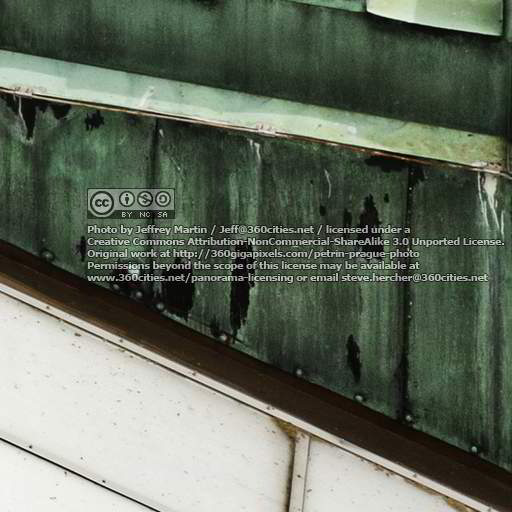 cc
BY NC SA
Photo by Jeffrey Martin / Jeff@360cities.net / licensed under a
Creative Commons Attribution-NonCommercial-ShareAlike 3.0 Unported License.
Original work at http://360gigapixels.com/petrin-prague-photo
Permissions beyond the scope of this license may be available at
www.360cities.net/panorama-licensing or email steve.hercher@360cities.net